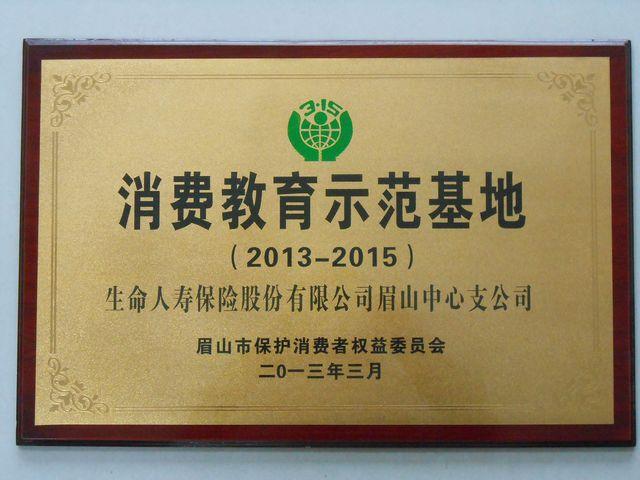 3·15
消费教育示范基地
（2013-2015）
生命人寿保险股份有限公司眉山中心支公司
眉山市保护消费者权益委员会
二0一三年三月